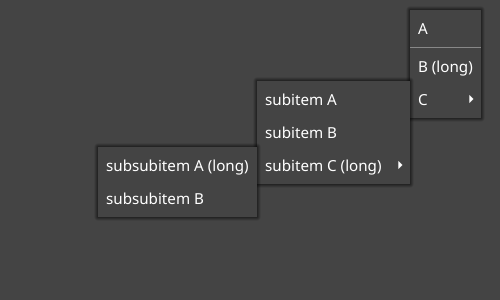 A
B (long)
C
subitem A
subitem B
subitem C (long)
subsubitem A (long)
subsubitem B